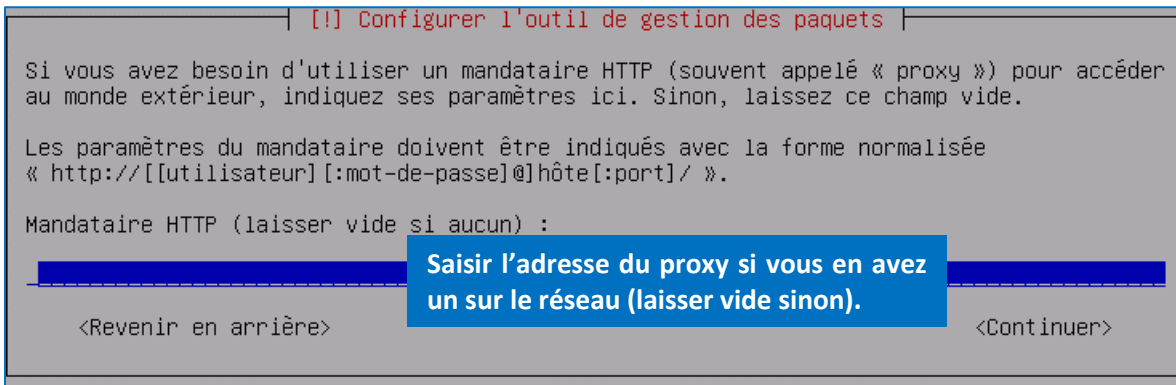 [!] Configurer l'outil de gestion des paquets
Si vous avez besoin d'utiliser un mandataire HTTP (souvent appelé « proxy ») pour accéder
au monde extérieur, indiquez ses paramètres ici. Sinon, laissez ce champ vide.
Les paramètres du mandataire doivent être indiqués avec la forme normalisée
« http://[[utilisateur][:mot-de-passe]@]hôte[:port]/ ».
Mandataire HTTP (laisser vide si aucun) :
Saisir l’adresse du proxy si vous en avez
un sur le réseau (laisser vide sinon).
<Revenir en arrière> <Continuer>